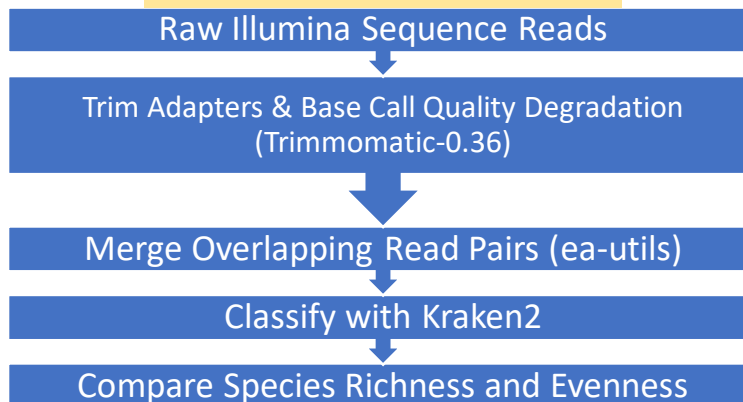 Raw Illumina Sequence Reads
Trim Adapters & Base Call Quality Degradation
(Trimmomatic-0.36)
Merge Overlapping Read Pairs (ea-utils)
Classify with Kraken2
Compare Species Richness and Evenness